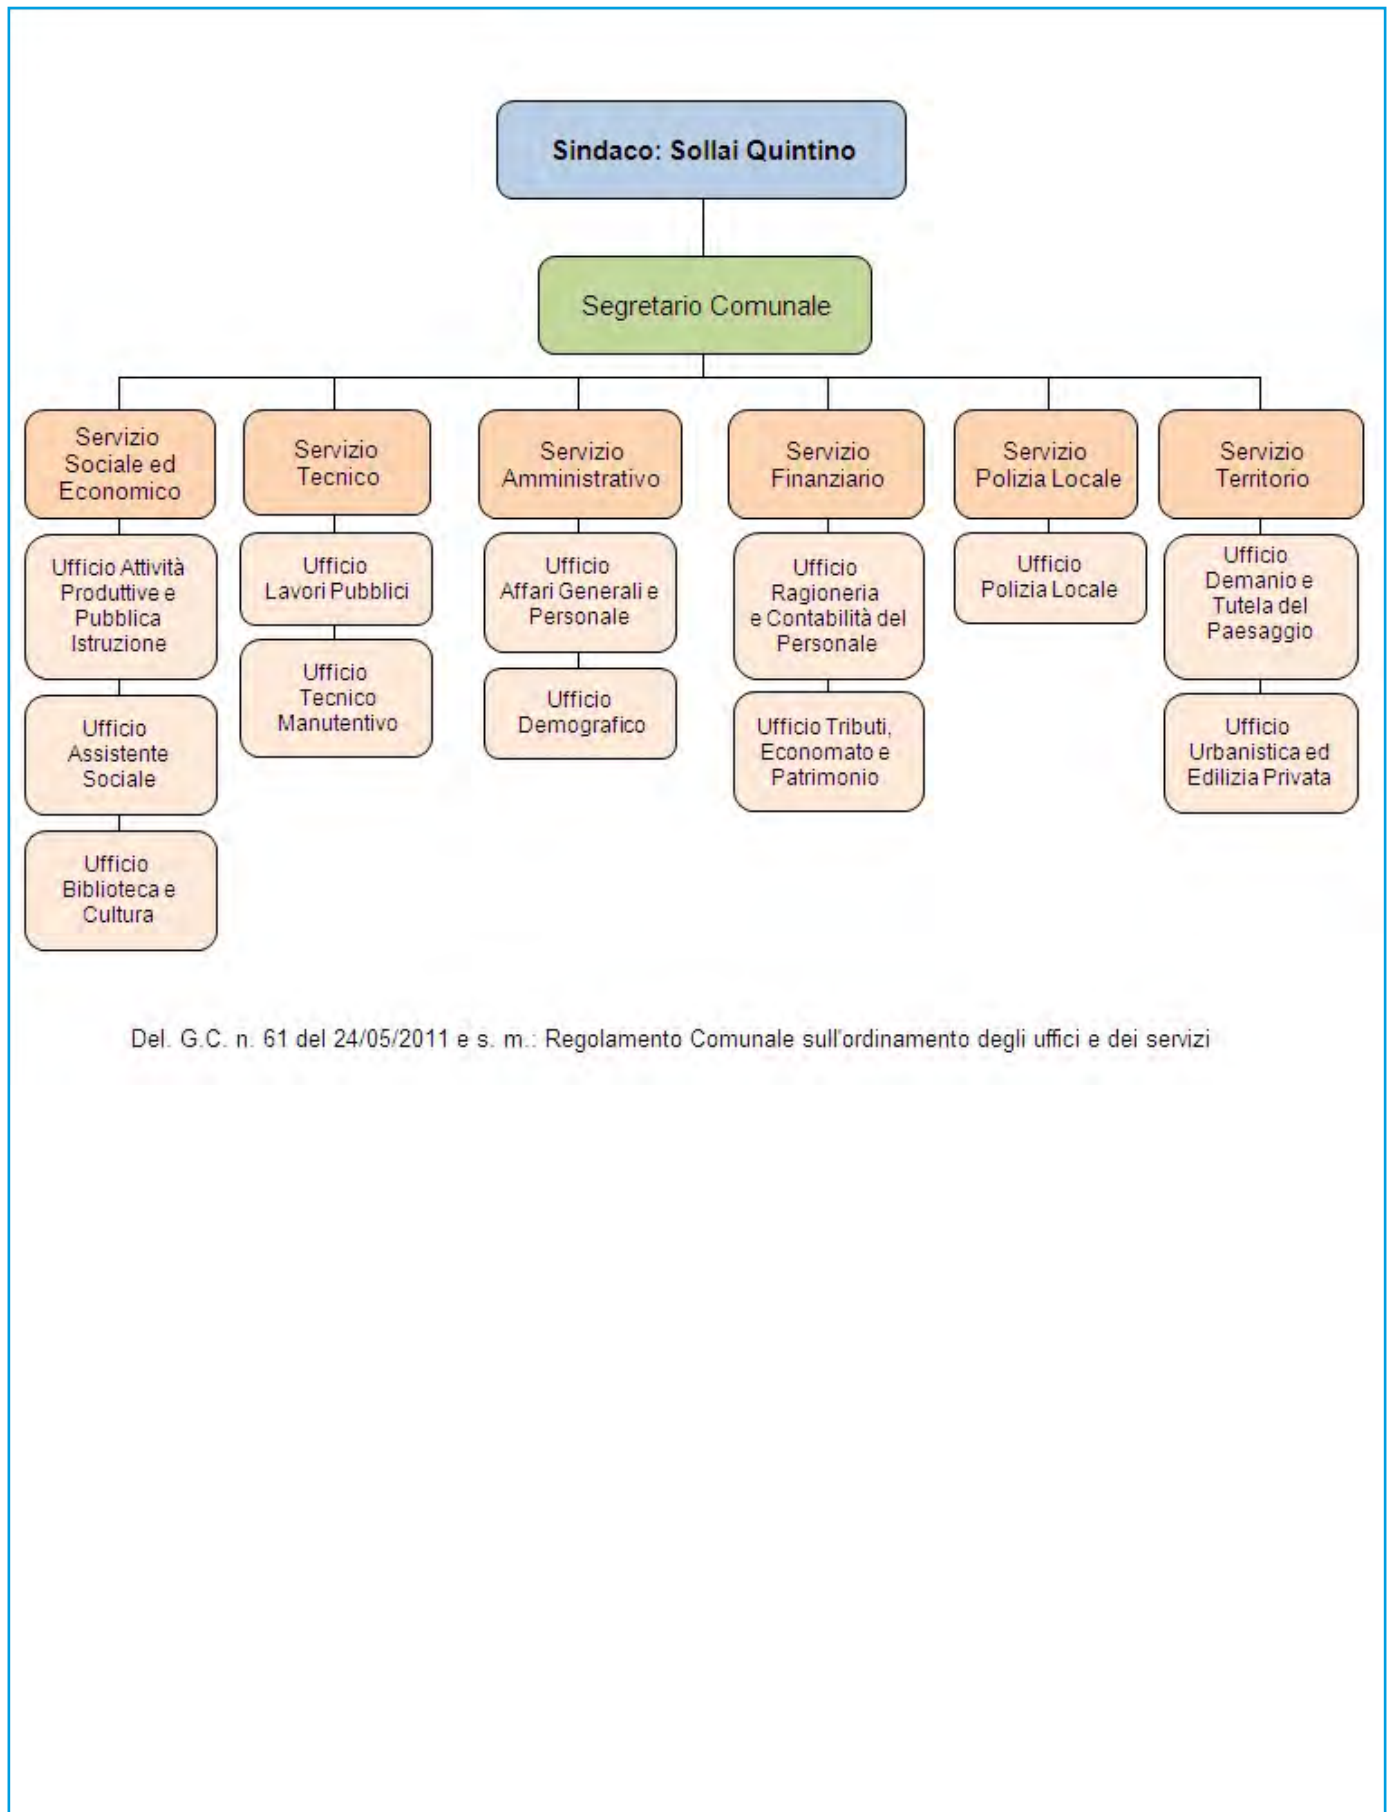 Sindaco: Sollai Quintino
Segretario Comunale
Servizio
Sociale ed
Economico
Servizio
Tecnico
Servizio
Amministrativo
Servizio
Finanziario
Servizio
Polizia Locale
Servizio
Territorio
Ufficio Attività
Produttive e
Pubblica
Istruzione
Ufficio
Lavori Pubblici
Ufficio
Affari Generali e
Personale
Ufficio
Ragioneria
e Contabilità del
Personale
Ufficio
Polizia Locale
Ufficio
Demanio e
Tutela del
Paesaggio
Ufficio
Assistente
Sociale
Ufficio
Tecnico
Manutentivo
Ufficio
Demografico
Ufficio Tributi,
Economato e
Patrimonio
Ufficio
Urbanistica ed
Edilizia Privata
Ufficio
Biblioteca e
Cultura
Del. G.C. n. 61 del 24/05/2011 e s. m.: Regolamento Comunale sull'ordinamento degli uffici e dei servizi